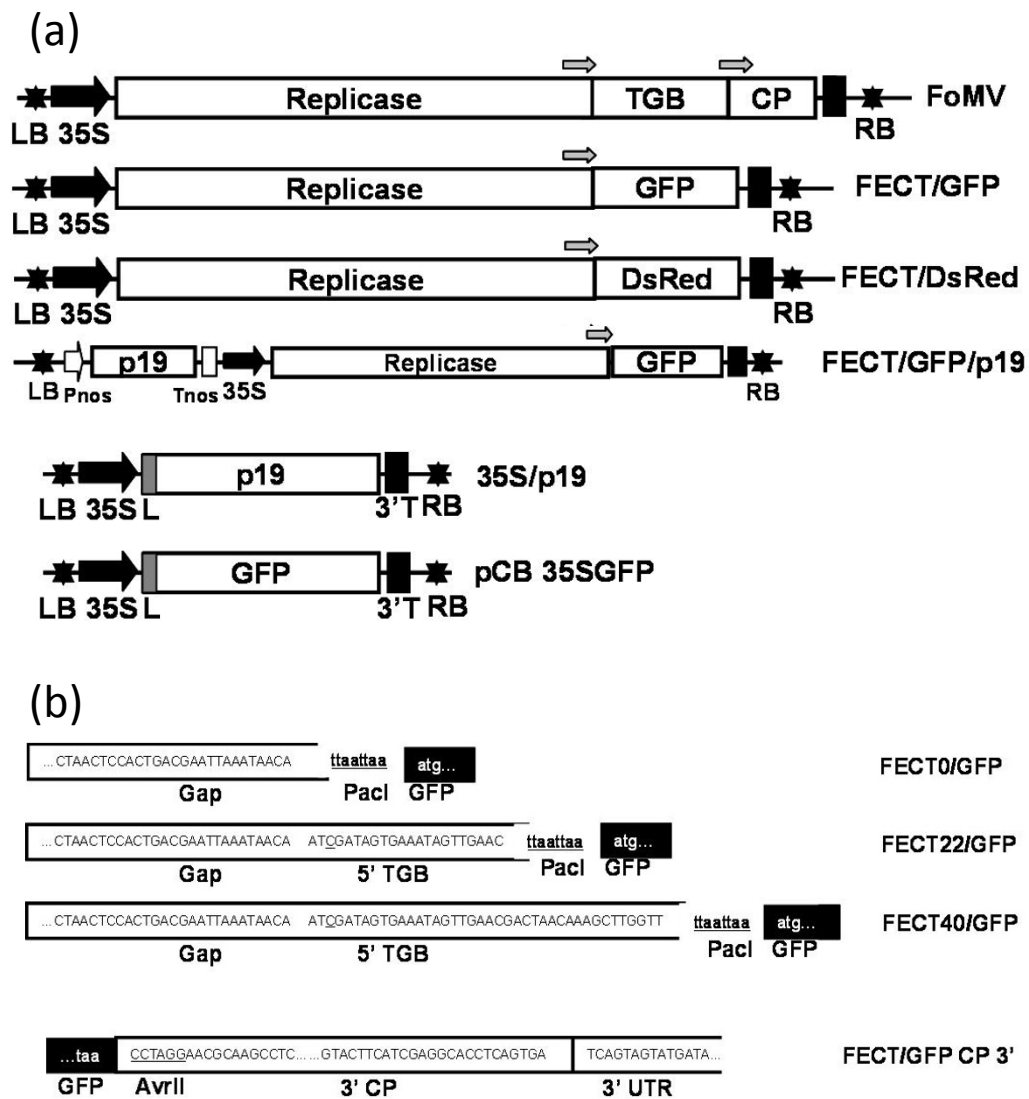 (a)
Replicase TGB CP FoMV
LB 35S RB
Replicase GFP FECT/GFP
LB 35S RB
Replicase DsRed FECT/DsRed
LB 35S RB
p19 Replicase GFP FECT/GFP/p19
LB Pnos Tnos 35S RB
p19 35S/p19
LB 35S L 3'T RB
GFP pCB 35SGFP
LB 35S L 3'T RB
(b)
...CTAACTCCACTGACGAATTAAATAACA ttaattaa atg... FECT0/GFP
Gap PacI GFP
...CTAACTCCACTGACGAATTAAATAACA ATCGATAGTGAAATAGTTGAAC ttaattaa atg... FECT22/GFP
Gap 5' TGB PacI GFP
...CTAACTCCACTGACGAATTAAATAACA ATCGATAGTGAAATAGTTGAACGACTAACAAAGCTTGGTT ttaattaa atg... FECT40/GFP
Gap 5' TGB PacI GFP
...taa CCTAGGAACGCAAGCCTC... ...GTACTTCATCGAGGCACCTCAGTGA TCAGTAGTATGATA... FECT/GFP CP 3'
GFP AvrII 3' CP 3' UTR